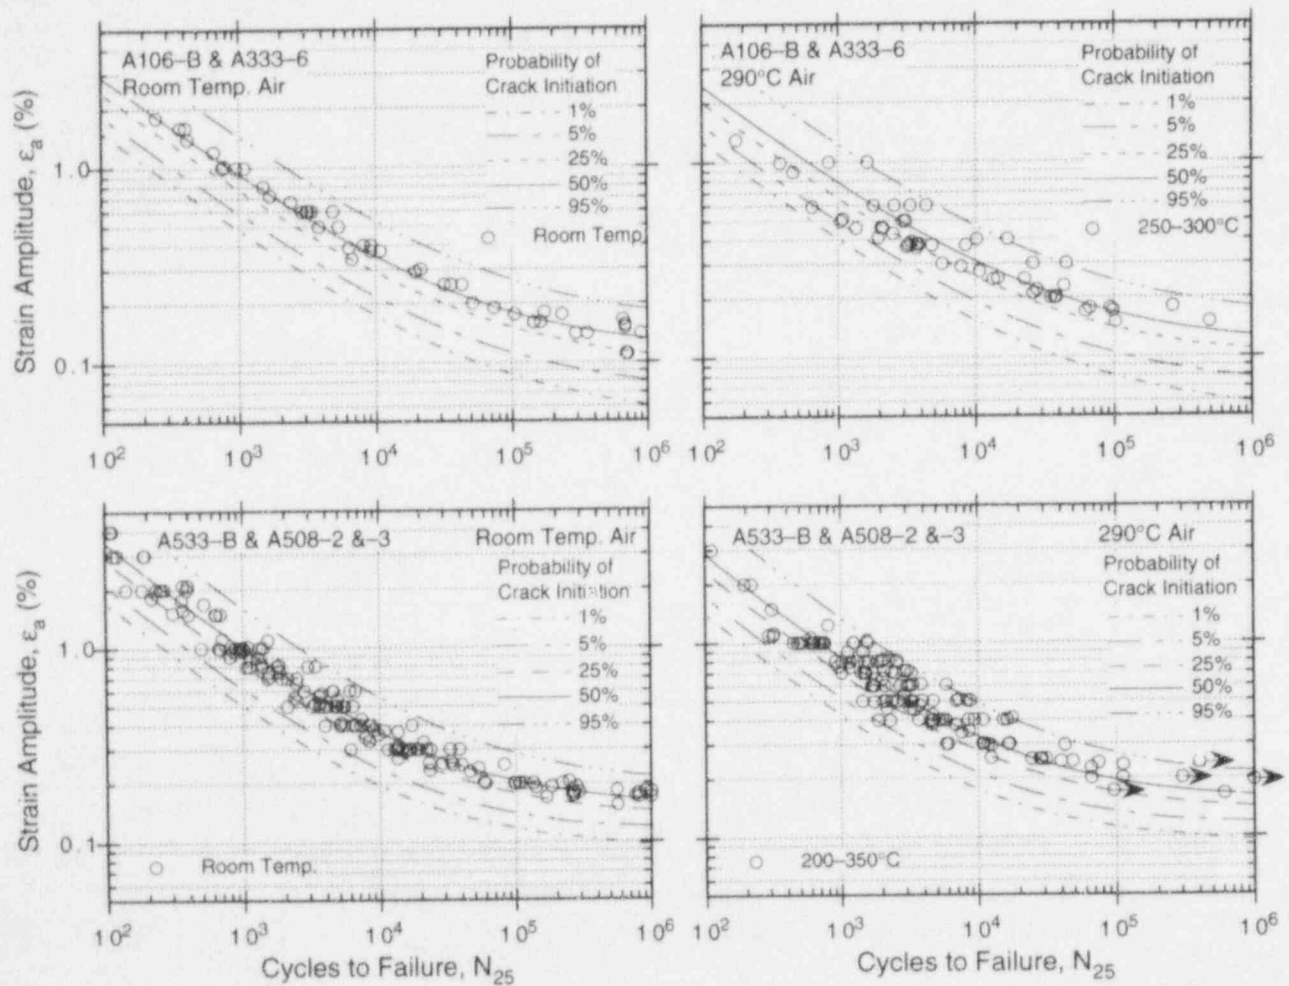 A106–B & A333–6
Room Temp. Air
Probability of
Crack Initiation
1%
5%
25%
50%
95%
Room Temp.
Strain Amplitude, εa (%)
1.0
0.1
10² 10³ 10⁴ 10⁵ 10⁶
A106–B & A333–6
290°C Air
Probability of
Crack Initiation
1%
5%
25%
50%
95%
250–300°C
10² 10³ 10⁴ 10⁵ 10⁶
A533–B & A508–2 &–3
Room Temp. Air
Probability of
Crack Initiation
1%
5%
25%
50%
95%
Room Temp.
Strain Amplitude, εa (%)
1.0
0.1
10² 10³ 10⁴ 10⁵ 10⁶
Cycles to Failure, N₂₅
A533–B & A508–2 &–3
290°C Air
Probability of
Crack Initiation
1%
5%
25%
50%
95%
200–350°C
10² 10³ 10⁴ 10⁵ 10⁶
Cycles to Failure, N₂₅